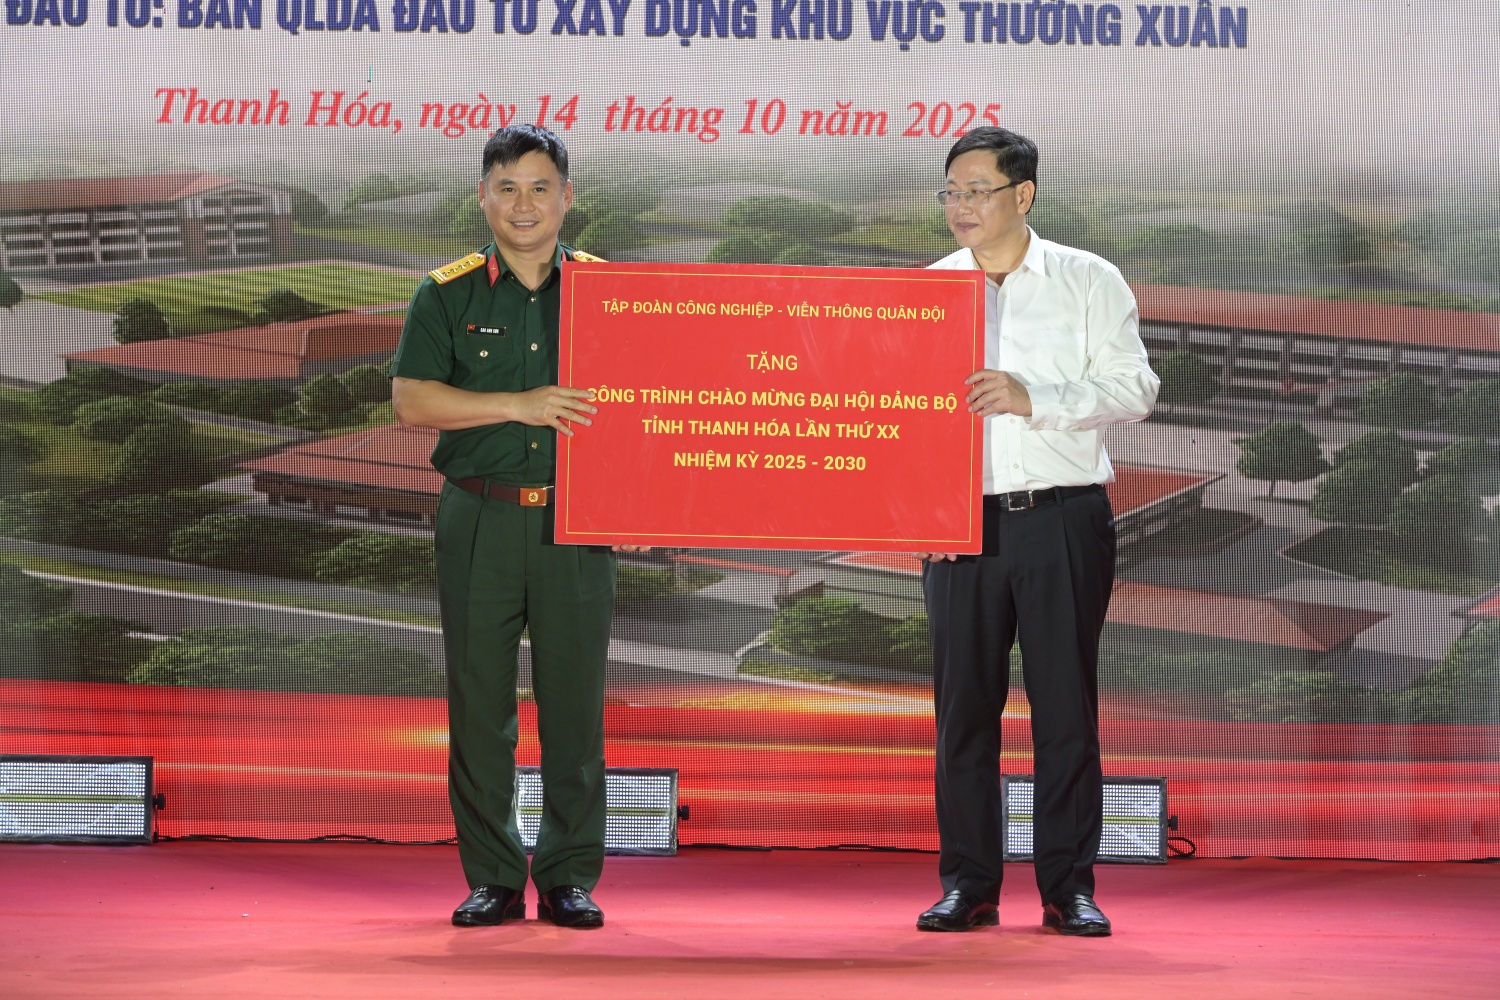 ĐẦU TƯ: BAN QLDA ĐẦU TƯ XÂY DỰNG KHU VỰC THƯỜNG XUÂN
Thanh Hóa, ngày 14 tháng 10 năm 2025
TẬP ĐOÀN CÔNG NGHIỆP - VIỄN THÔNG QUÂN ĐỘI
TẶNG
CÔNG TRÌNH CHÀO MỪNG ĐẠI HỘI ĐẢNG BỘ
TỈNH THANH HÓA LẦN THỨ XX
NHIỆM KỲ 2025 - 2030